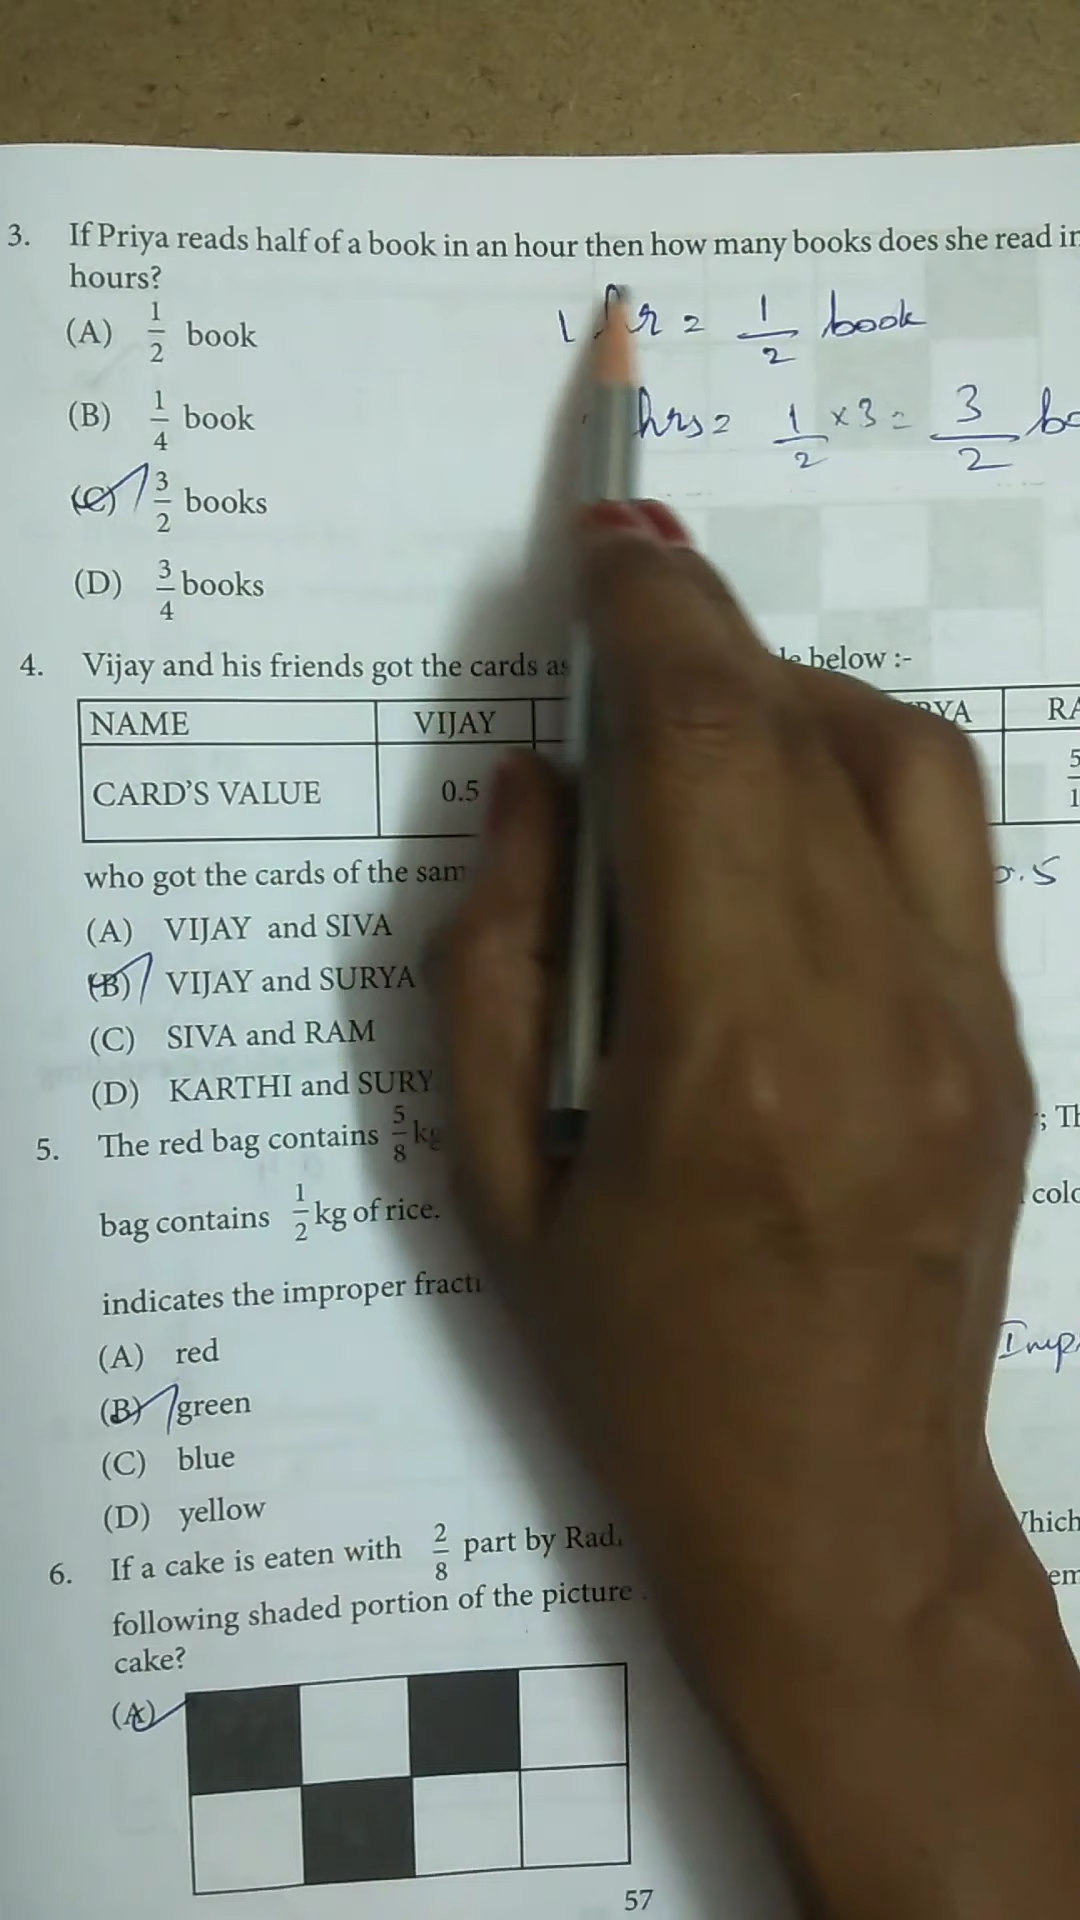 3. If Priya reads half of a book in an hour then how many books does she read in
hours?
1 hr = 1/2 book
(A) 1/2 book
hrs = 1/2 × 3 = 3/2
(B) 1/4 book
(C) 3/2 books
(D) 3/4 books
4. Vijay and his friends got the cards as below :-
NAME VIJAY
CARD'S VALUE 0.5
who got the cards of the
0.5
(A) VIJAY and SIVA
(B) VIJAY and SURYA
(C) SIVA and RAM
(D) KARTHI and
5. The red bag contains 5/8 kg
bag contains 1/2 kg of rice.
indicates the improper
(A) red
(B) green
(C) blue
(D) yellow
6. If a cake is eaten with 2/8 part by
following shaded portion of the picture
cake?
(A)
57